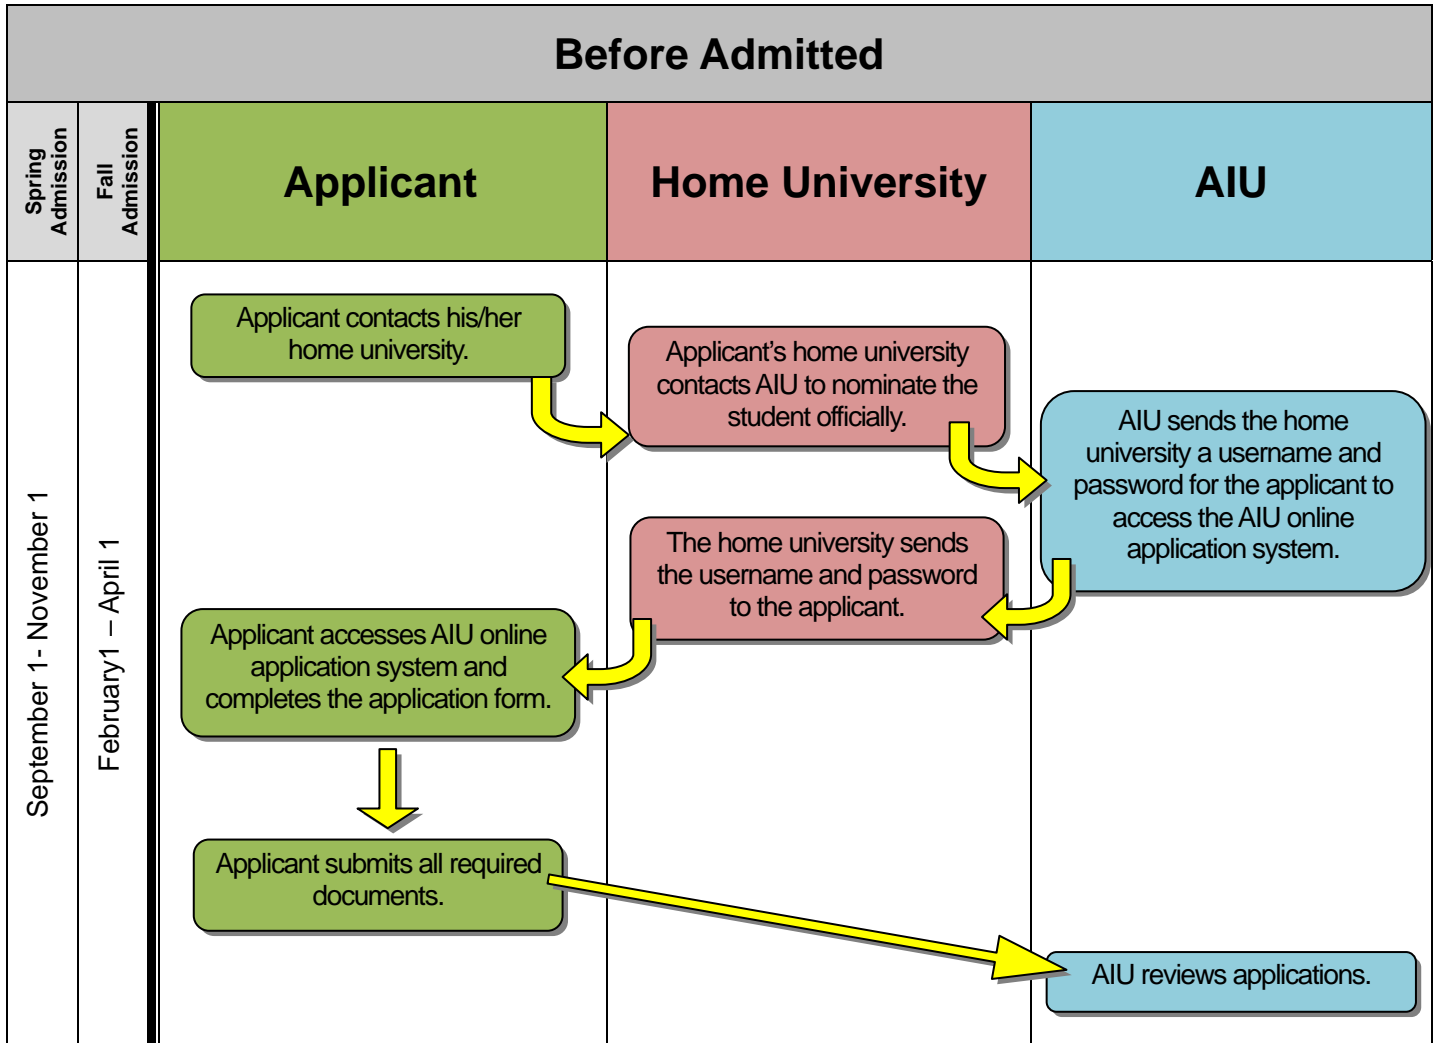 Before Admitted
Spring
Admission
Fall
Admission
Applicant
Home University
AIU
September 1- November 1
February1 – April 1
Applicant contacts his/her
home university.
Applicant’s home university
contacts AIU to nominate the
student officially.
AIU sends the home
university a username and
password for the applicant to
access the AIU online
application system.
The home university sends
the username and password
to the applicant.
Applicant accesses AIU online
application system and
completes the application form.
Applicant submits all required
documents.
AIU reviews applications.